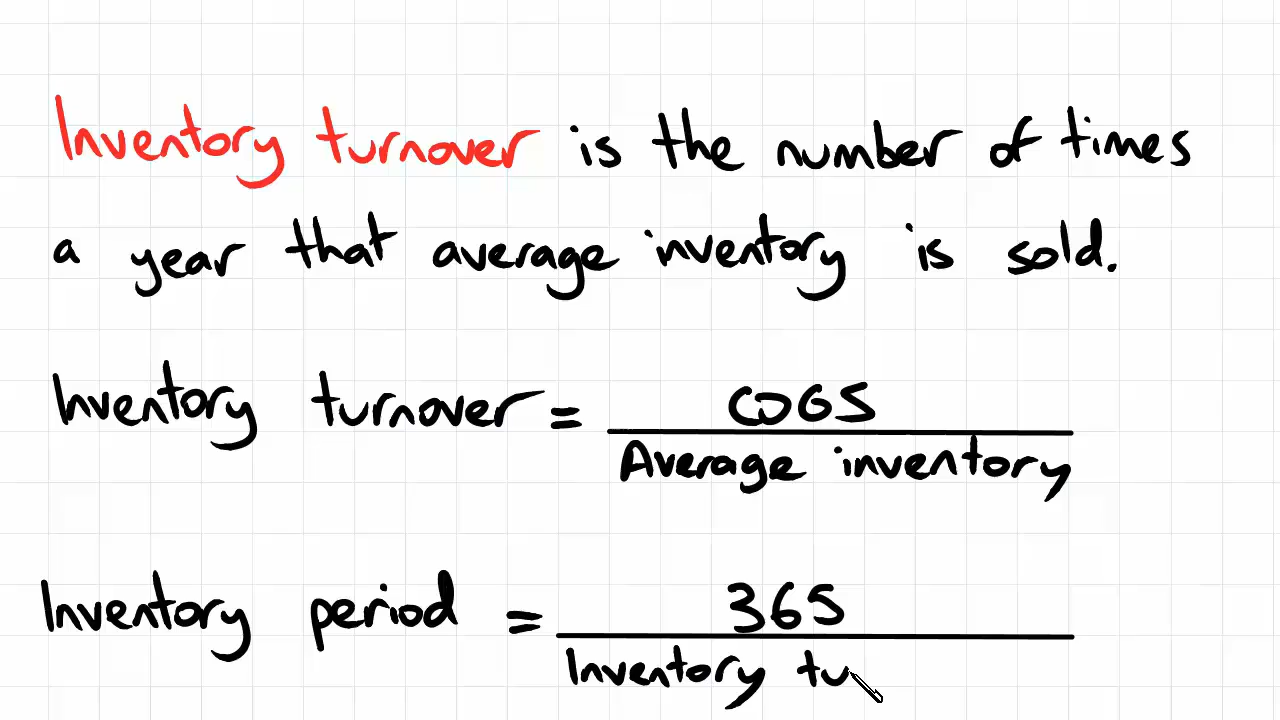 Inventory turnover is the number of times
a year that average inventory is sold.
Inventory turnover = COGS
Average inventory
Inventory period = 365
Inventory tu